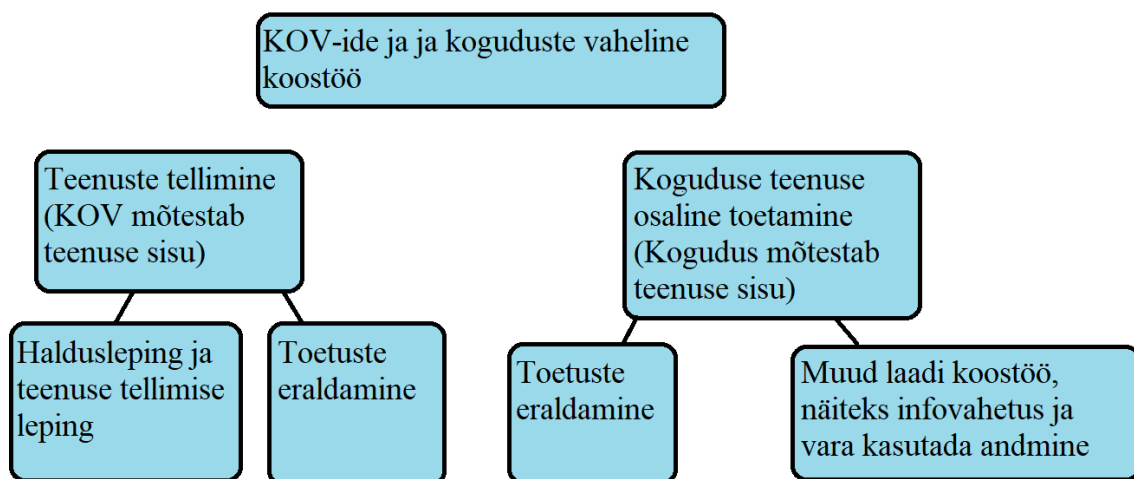 KOV-ide ja ja koguduste vaheline
koostöö
Teenuste tellimine
(KOV mõtestab
teenuse sisu)
Koguduse teenuse
osaline toetamine
(Kogudus mõtestab
teenuse sisu)
Haldusleping ja
teenuse tellimise
leping
Toetuste
eraldamine
Toetuste
eraldamine
Muud laadi koostöö,
näiteks infovahetus ja
vara kasutada andmine